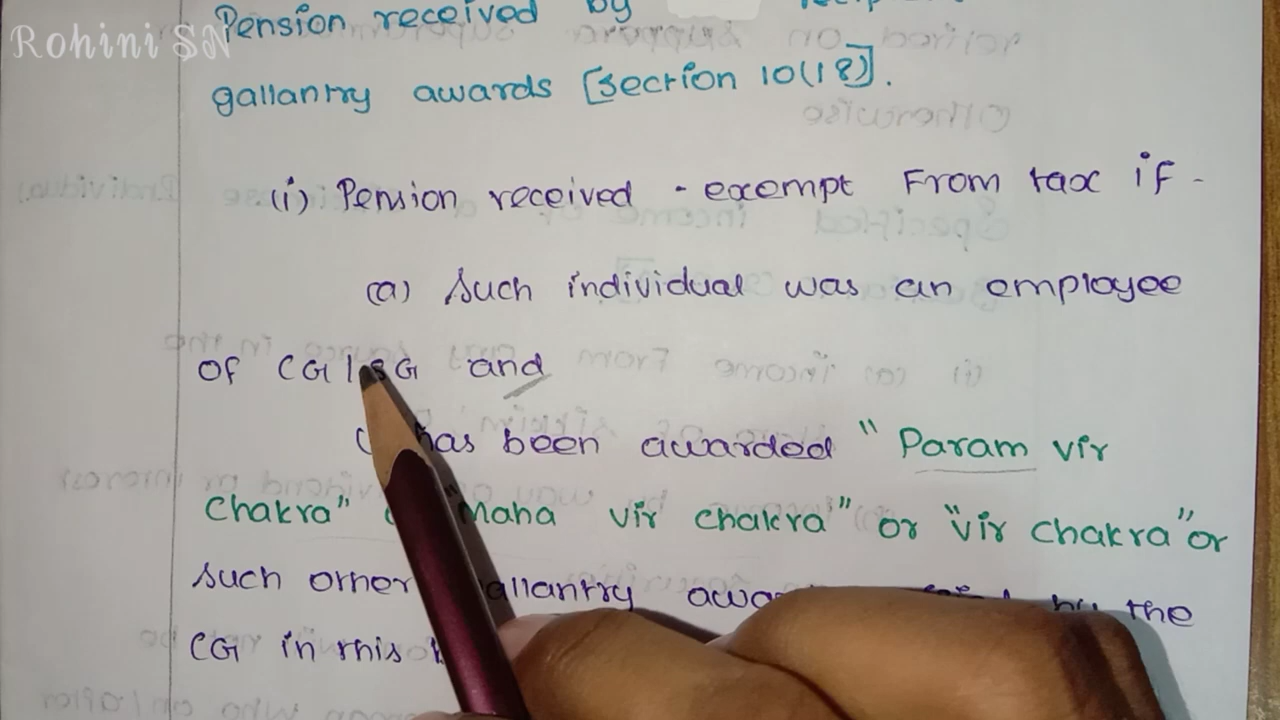 Rohini SN
Pension received by
gallantry awards [section 10(18)].
(i) Pension received - exempt From tax if -
(a) Such individual was an employee
of CG/SG and
has been awarded "Param vir
Chakra" "Maha vir chakra" or "vir chakra" or
such other gallantry the
CG in this